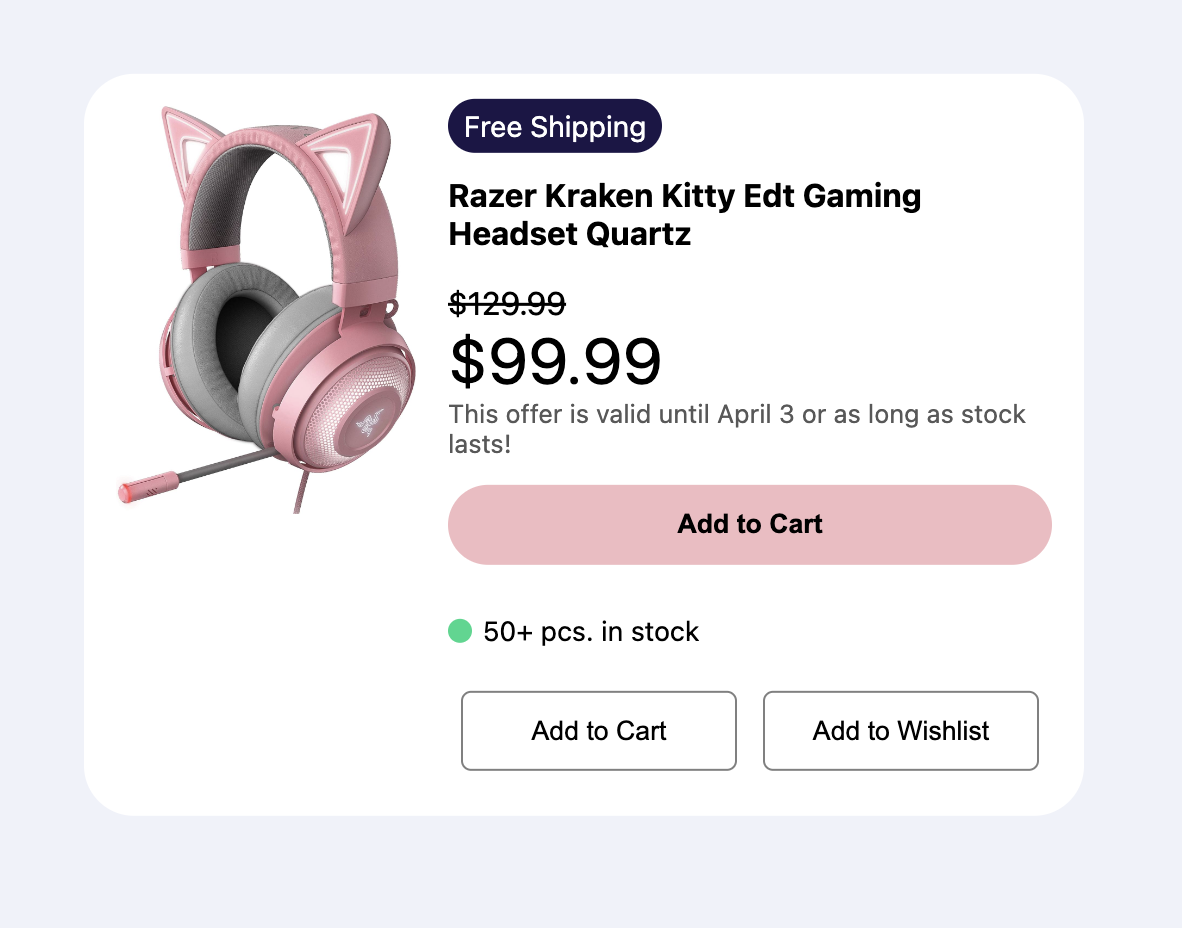 Free Shipping
Razer Kraken Kitty Edt Gaming
Headset Quartz
$129.99
$99.99
This offer is valid until April 3 or as long as stock
lasts!
Add to Cart
50+ pcs. in stock
Add to Cart
Add to Wishlist